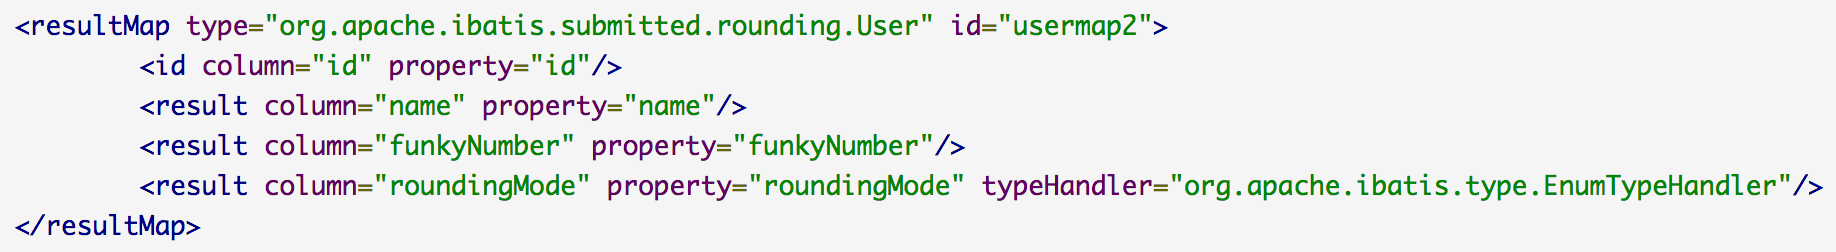 <resultMap type="org.apache.ibatis.submitted.rounding.User" id="usermap2">
<id column="id" property="id"/>
<result column="name" property="name"/>
<result column="funkyNumber" property="funkyNumber"/>
<result column="roundingMode" property="roundingMode" typeHandler="org.apache.ibatis.type.EnumTypeHandler"/>
</resultMap>